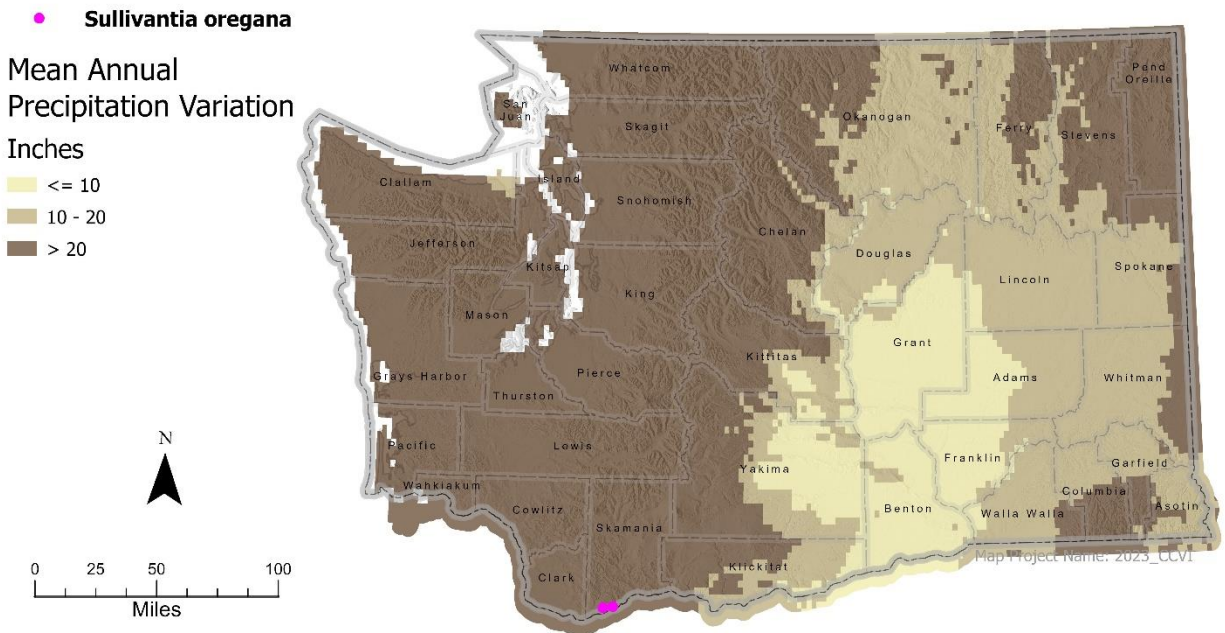 Sullivantia oregana
Mean Annual
Precipitation Variation
Inches
<= 10
10 - 20
> 20
Whatcom
Pend
Oreille
San
Juan
Skagit
Okanogan
Ferry
Stevens
Island
Clallam
Snohomish
Chelan
Jefferson
Douglas
Kitsap
Lincoln
Spokane
King
Mason
Grant
Kittitas
Grays Harbor
Pierce
Adams
Whitman
Thurston
N
Pacific
Lewis
Yakima
Franklin
Garfield
Wahkiakum
Columbia
Cowlitz
Skamania
Benton
Walla Walla
Asotin
Map Project Name: 2023_CCVI
Clark
Klickitat
0 25 50 100
Miles